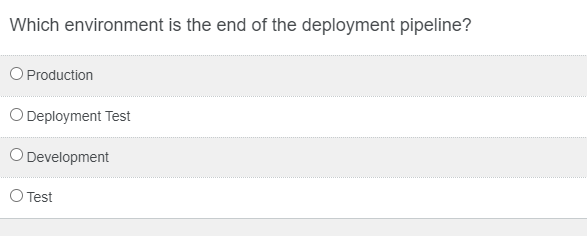 Which environment is the end of the deployment pipeline?
Production
Deployment Test
Development
Test